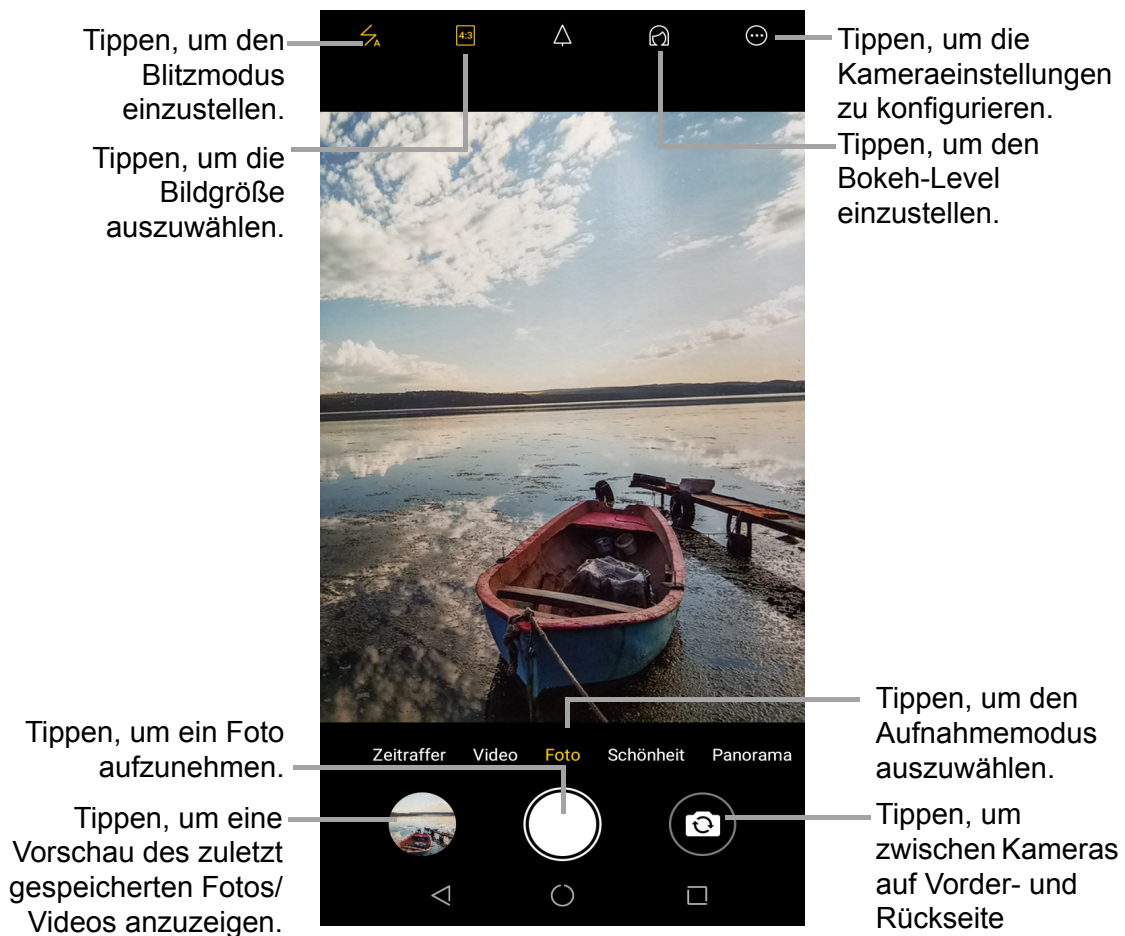 Tippen, um den
Blitzmodus
einzustellen.
Tippen, um die
Bildgröße
auszuwählen.
A
4:3
Tippen, um die
Kameraeinstellungen
zu konfigurieren.
Tippen, um den
Bokeh-Level
einzustellen.
Tippen, um ein Foto
aufzunehmen.
Tippen, um eine
Vorschau des zuletzt
gespeicherten Fotos/
Videos anzuzeigen.
Zeitraffer Video Foto Schönheit Panorama
Tippen, um den
Aufnahmemodus
auszuwählen.
Tippen, um
zwischen Kameras
auf Vorder- und
Rückseite